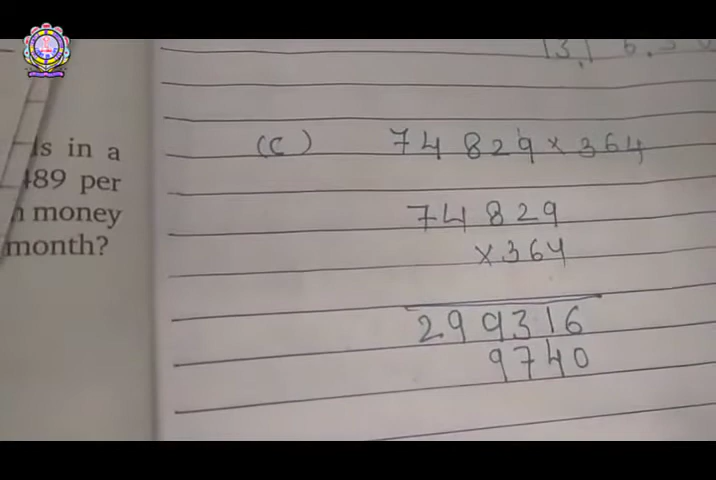 (C) 74829×364
ls in a
489 per
74829
n money
×364
month?
299316
9740